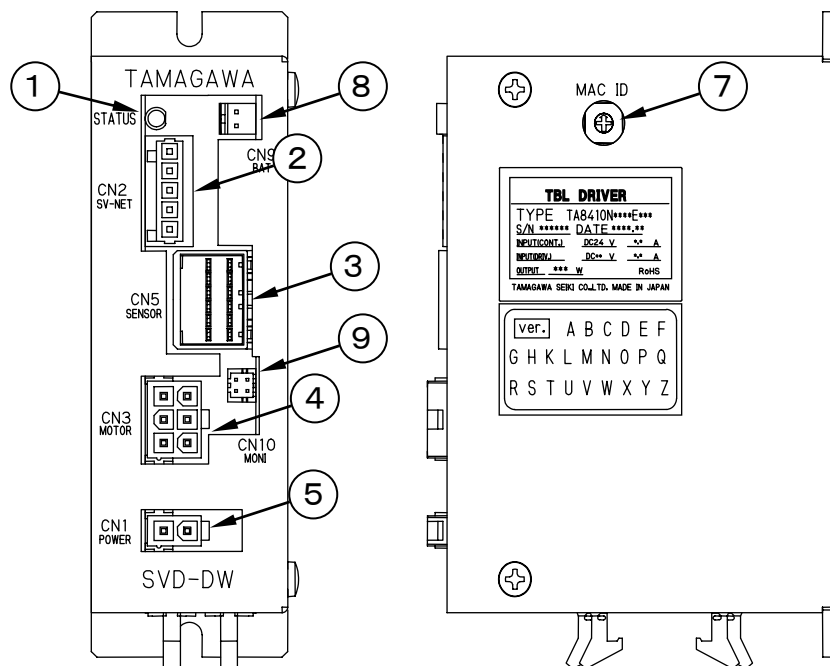 TAMAGAWA
1
STATUS
8
CN9
BAT
2
CN2
SV-NET
3
CN5
SENSOR
9
4
CN3
MOTOR
CN10
MONI
5
CN1
POWER
SVD-DW
MAC ID
7
TBL DRIVER
TYPE TA8410N****E***
S/N ****** DATE ****.**
INPUT(CONT.) DC24 V *.* A
INPUT(DRIV.) DC** V *.* A
OUTPUT *** W RoHS
TAMAGAWA SEIKI CO.,LTD. MADE IN JAPAN
ver. A B C D E F
G H K L M N O P Q
R S T U V W X Y Z